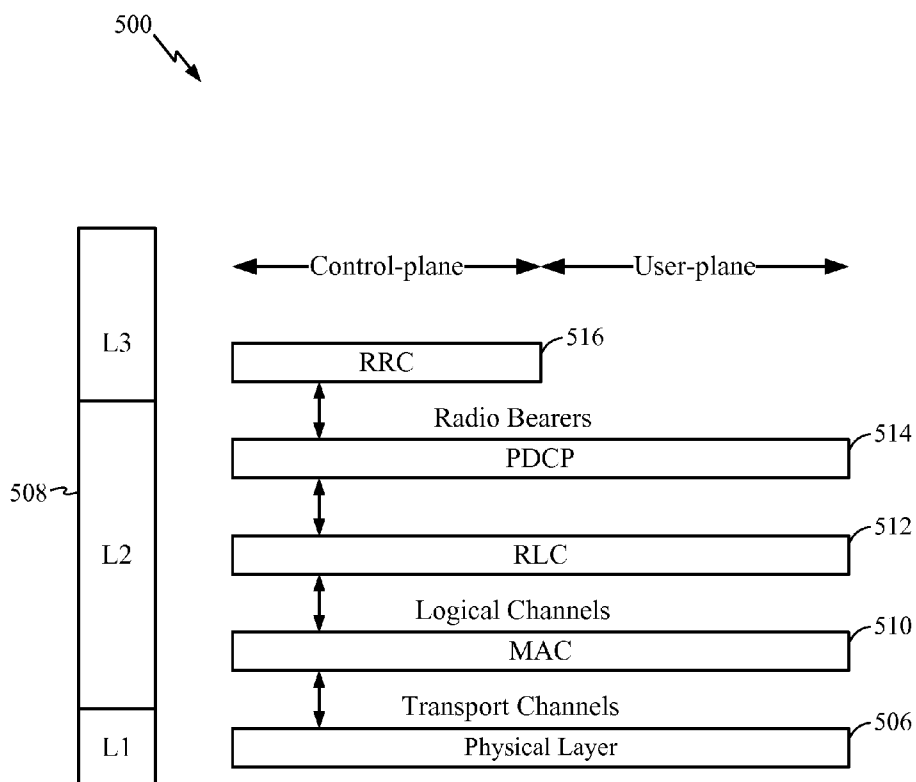 500
Control-plane
User-plane
L3
RRC
516
Radio Bearers
514
PDCP
508
L2
512
RLC
Logical Channels
510
MAC
Transport Channels
506
L1
Physical Layer